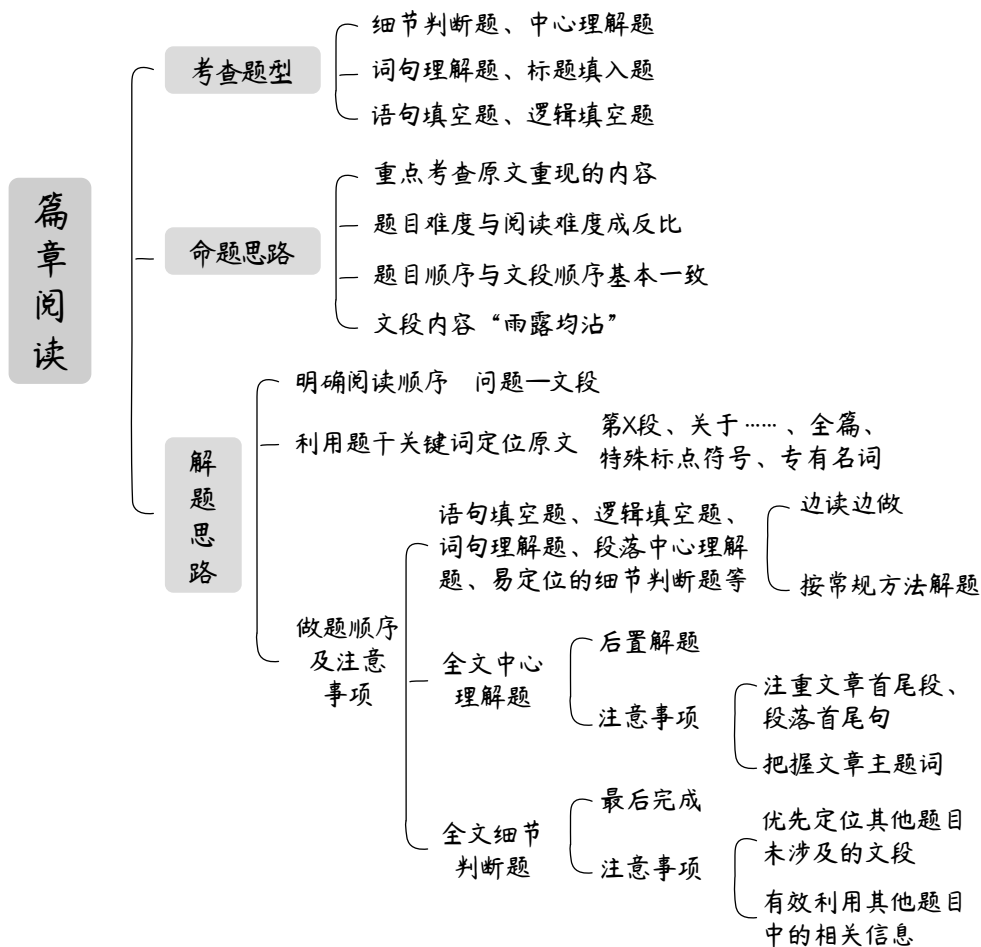 篇章阅读
考查题型
细节判断题、中心理解题
词句理解题、标题填入题
语句填空题、逻辑填空题
命题思路
重点考查原文重现的内容
题目难度与阅读难度成反比
题目顺序与文段顺序基本一致
文段内容“雨露均沾”
解题思路
明确阅读顺序 问题—文段
利用题干关键词定位原文
第X段、关于……、全篇、
特殊标点符号、专有名词
做题顺序
及注意
事项
语句填空题、逻辑填空题、
词句理解题、段落中心理解
题、易定位的细节判断题等
边读边做
按常规方法解题
全文中心
理解题
后置解题
注意事项
注重文章首尾段、
段落首尾句
把握文章主题词
全文细节
判断题
最后完成
注意事项
优先定位其他题目
未涉及的文段
有效利用其他题目
中的相关信息